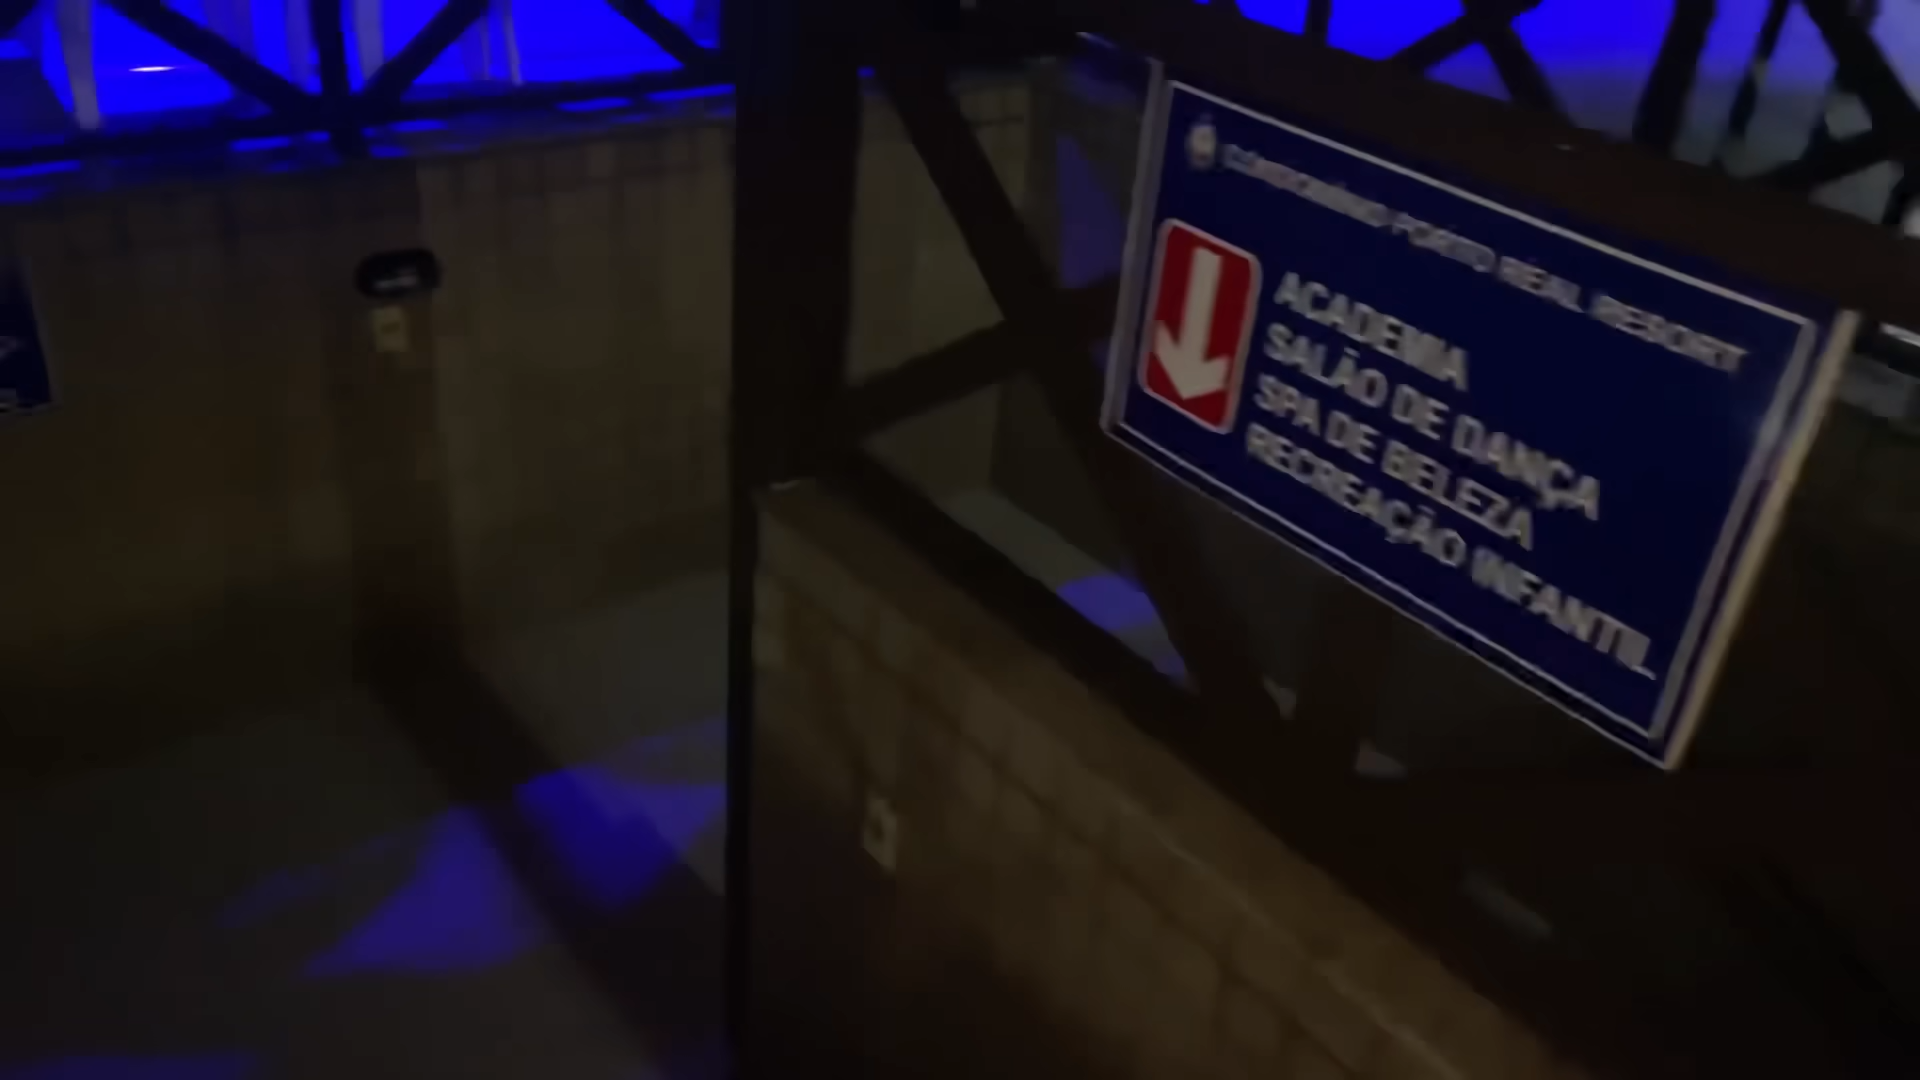 CONDOMÍNIO PORTO REAL RESORT
ACADEMIA
SALÃO DE DANÇA
SPA DE BELEZA
RECREAÇÃO INFANTIL